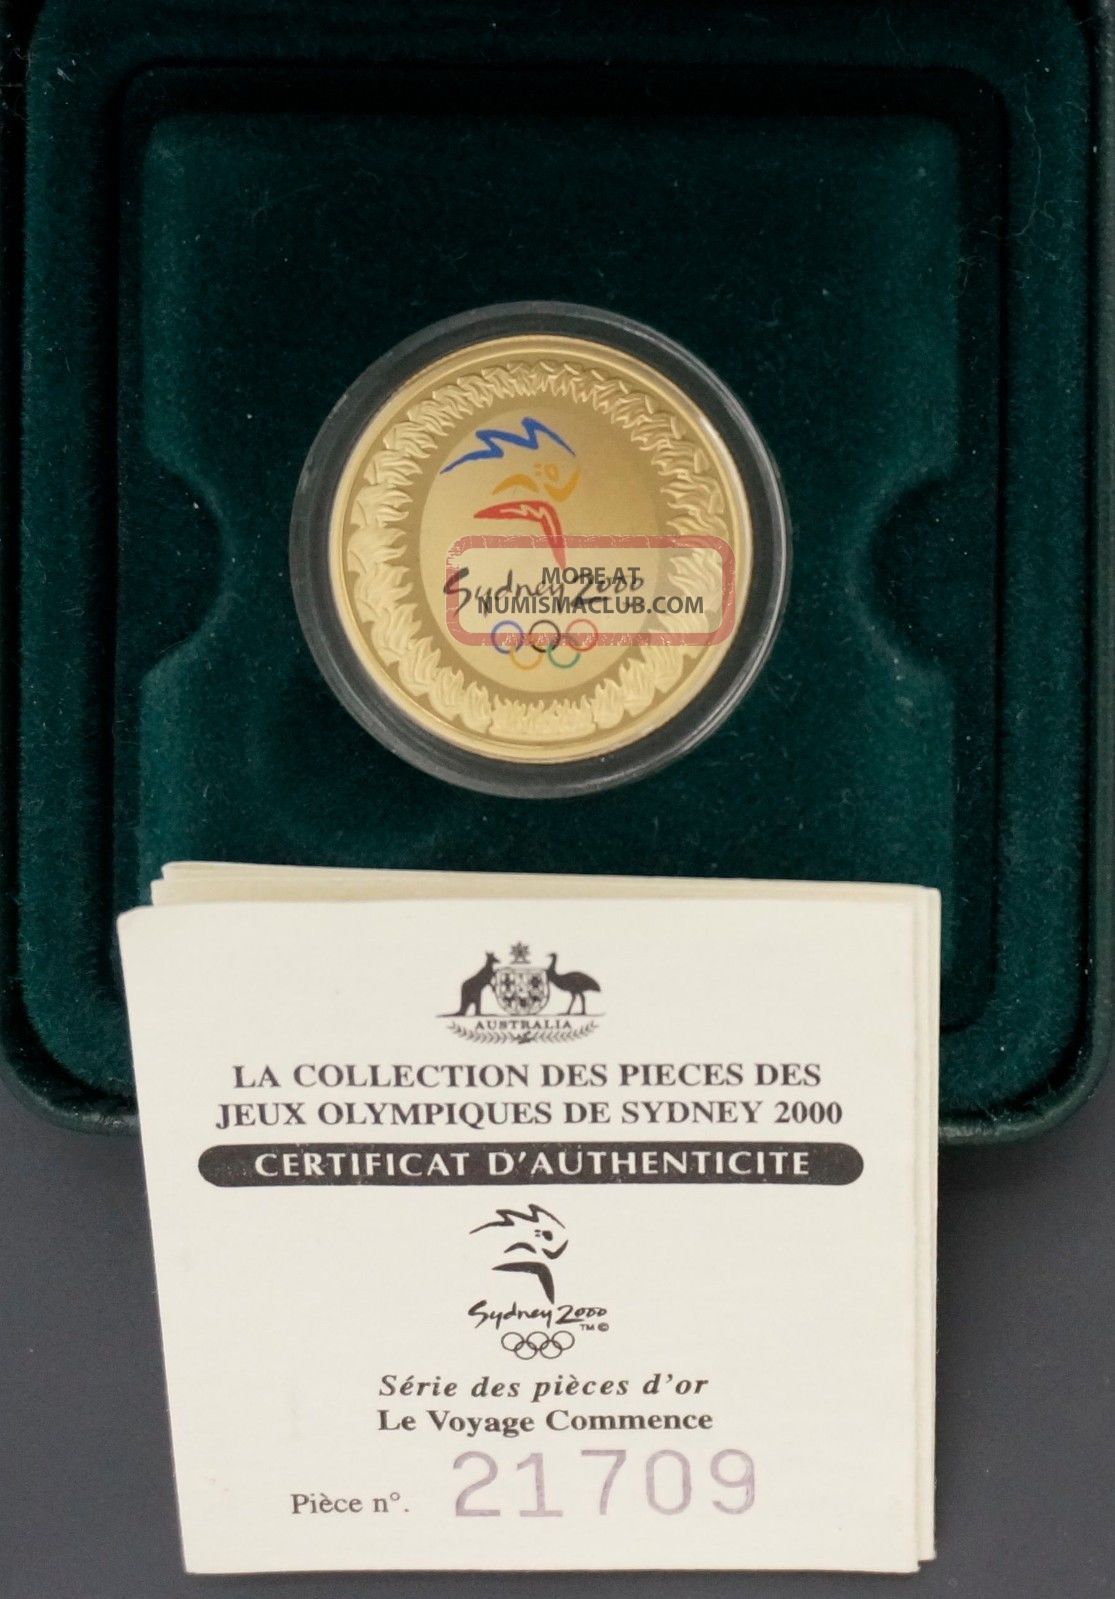 Sydney 2000
MORE AT
NUMISMACLUB.COM
AUSTRALIA
LA COLLECTION DES PIECES DES
JEUX OLYMPIQUES DE SYDNEY 2000
CERTIFICAT D'AUTHENTICITE
Sydney 2000
TM ©
Série des pièces d'or
Le Voyage Commence
Pièce n°. 21709